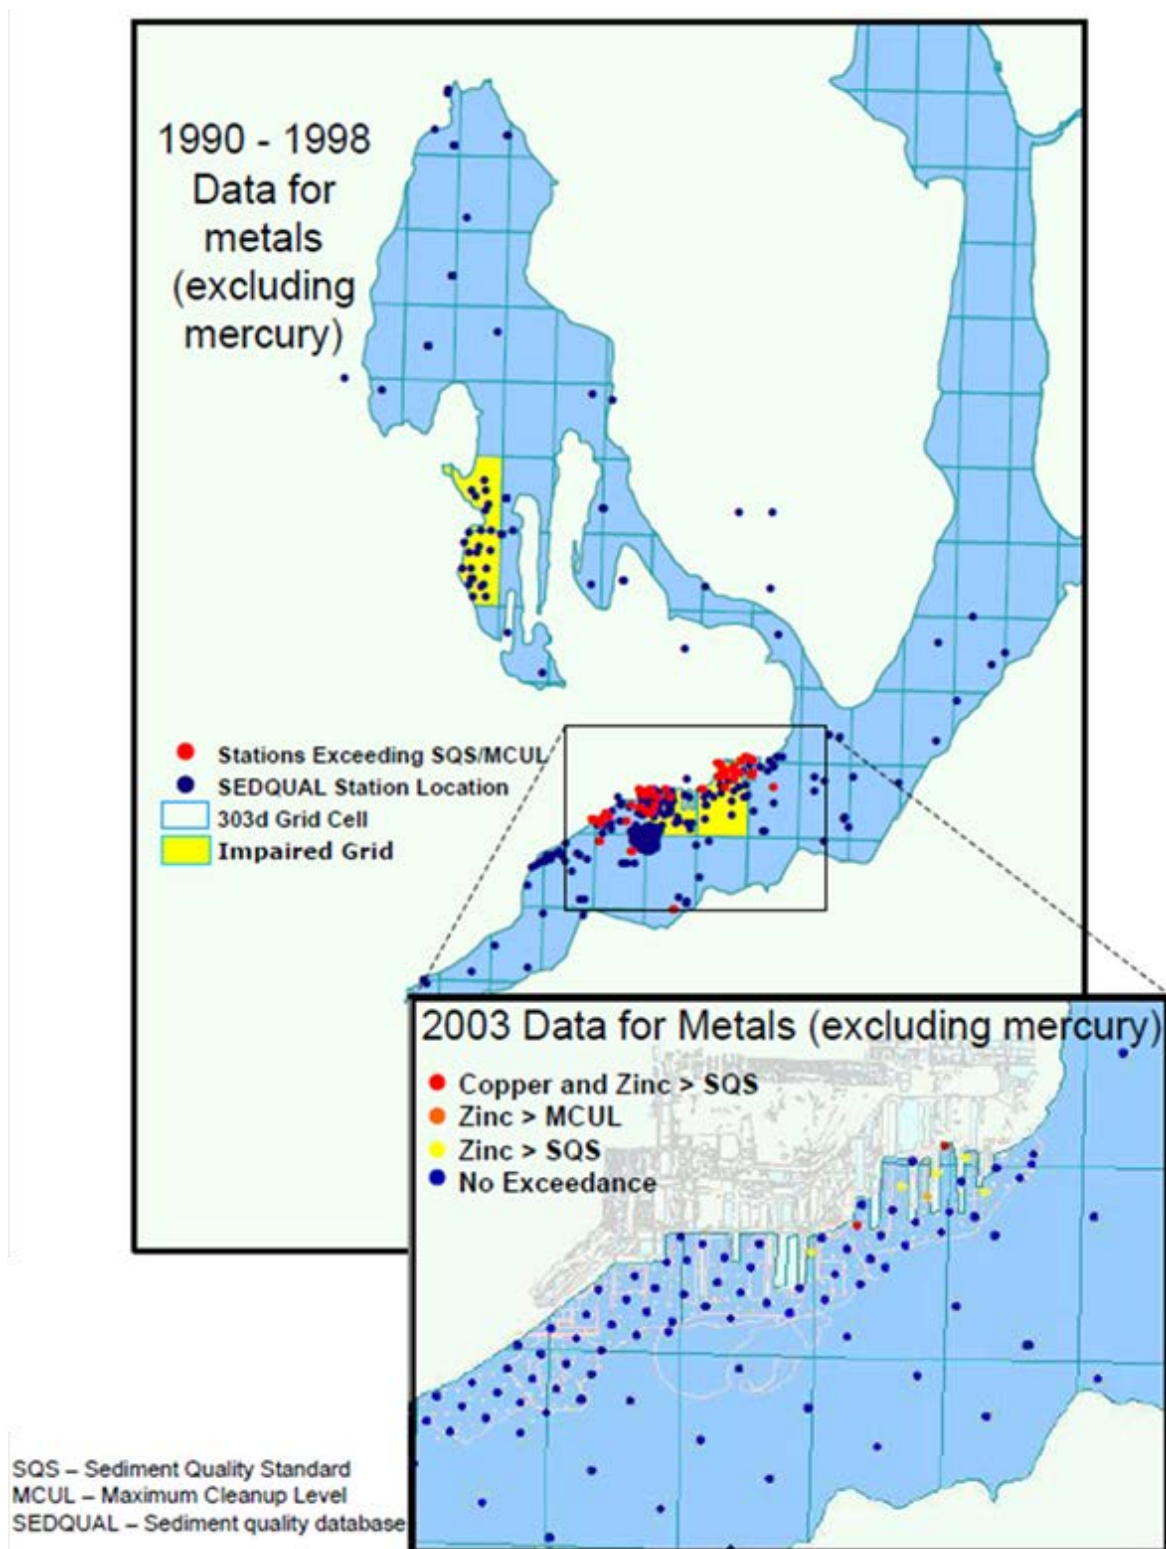 1990 - 1998
Data for
metals
(excluding
mercury)
Stations Exceeding SQS/MCUL
SEDQUAL Station Location
303d Grid Cell
Impaired Grid
2003 Data for Metals (excluding mercury)
Copper and Zinc > SQS
Zinc > MCUL
Zinc > SQS
No Exceedance
SQS – Sediment Quality Standard
MCUL – Maximum Cleanup Level
SEDQUAL – Sediment quality database